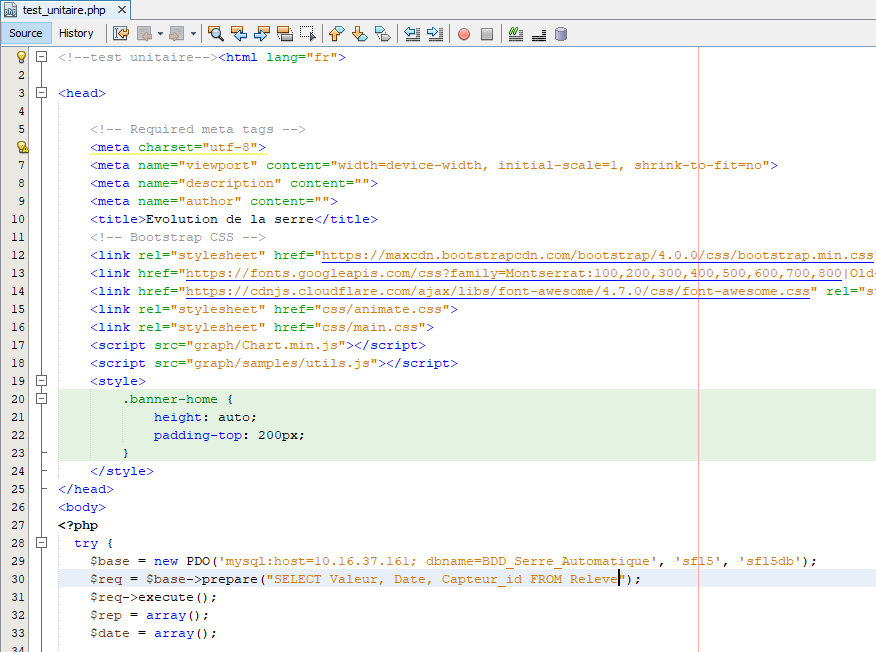 test_unitaire.php
Source History
<!--test unitaire--><html lang="fr">
2
3 <head>
4
5 <!-- Required meta tags -->
<meta charset="utf-8">
7 <meta name="viewport" content="width=device-width, initial-scale=1, shrink-to-fit=no">
8 <meta name="description" content="">
9 <meta name="author" content="">
10 <title>Evolution de la serre</title>
11 <!-- Bootstrap CSS -->
12 <link rel="stylesheet" href="https://maxcdn.bootstrapcdn.com/bootstrap/4.0.0/css/bootstrap.min.css
13 <link href="https://fonts.googleapis.com/css?family=Montserrat:100,200,300,400,500,600,700,800|Old-
14 <link href="https://cdnjs.cloudflare.com/ajax/libs/font-awesome/4.7.0/css/font-awesome.css" rel="s
15 <link rel="stylesheet" href="css/animate.css">
16 <link rel="stylesheet" href="css/main.css">
17 <script src="graph/Chart.min.js"></script>
18 <script src="graph/samples/utils.js"></script>
19 <style>
20 .banner-home {
21 height: auto;
22 padding-top: 200px;
23 }
24 </style>
25 </head>
26 <body>
27 <?php
28 try {
29 $base = new PDO('mysql:host=10.16.37.161; dbname=BDD_Serre_Automatique', 'sfl5', 'sfl5db');
30 $req = $base->prepare("SELECT Valeur, Date, Capteur_id FROM Releve");
31 $req->execute();
32 $rep = array();
33 $date = array();
34